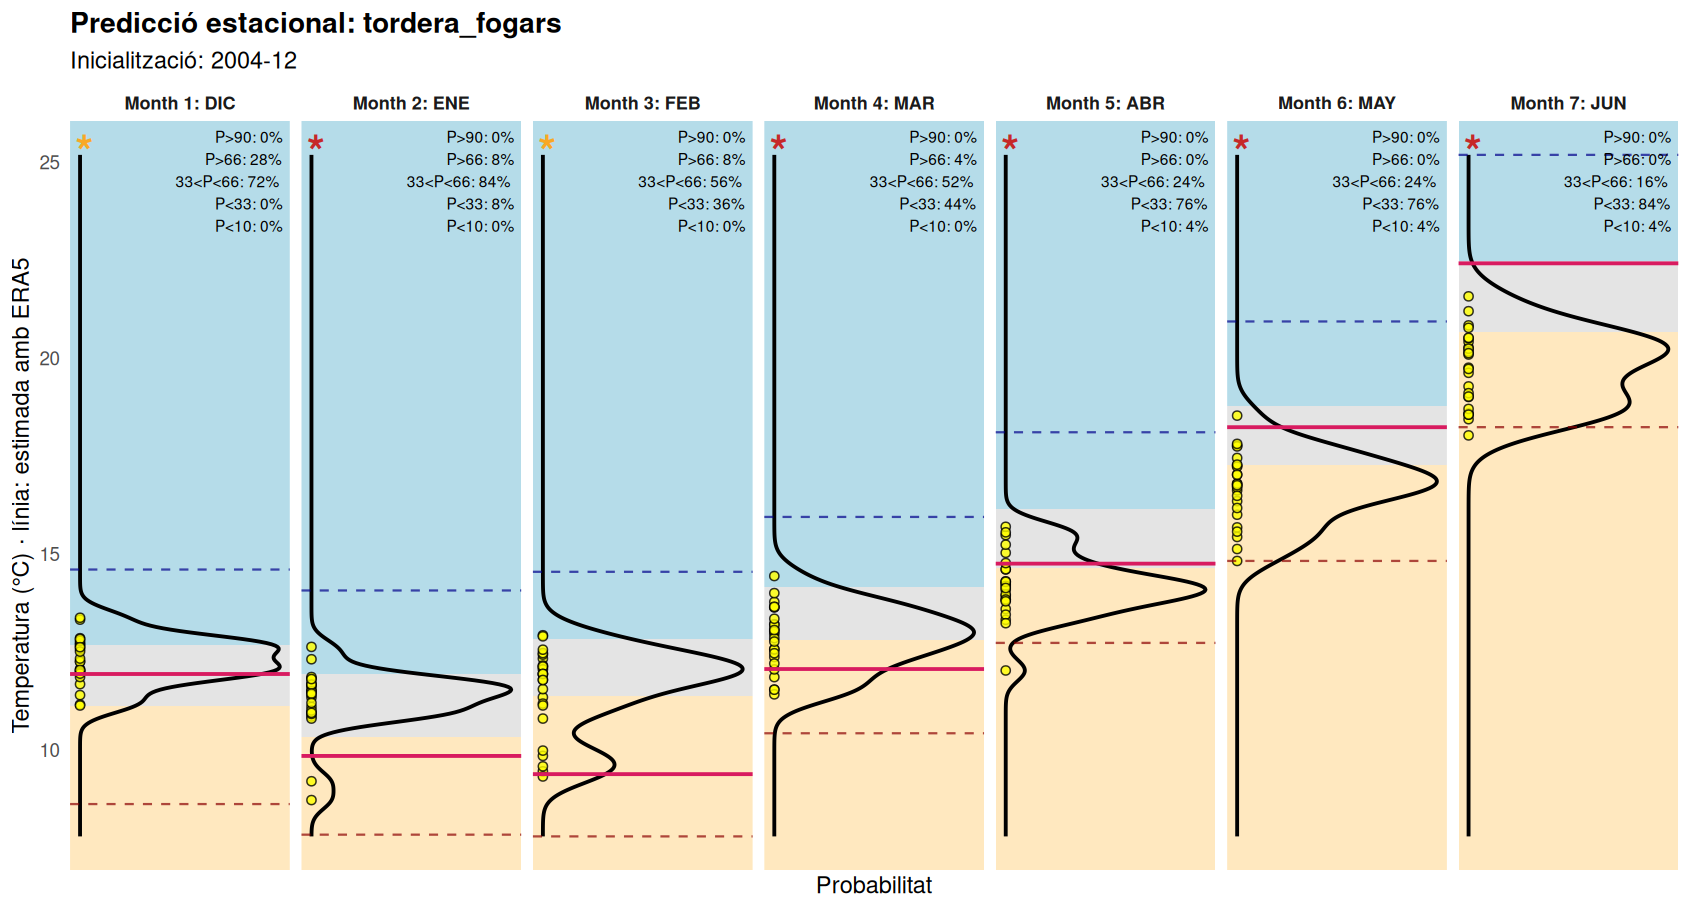 Predicció estacional: tordera_fogars
Inicialització: 2004-12
Month 1: DIC
Month 2: ENE
Month 3: FEB
Month 4: MAR
Month 5: ABR
Month 6: MAY
Month 7: JUN
P>90: 0%
P>66: 28%
33<P<66: 72%
P<33: 0%
P<10: 0%
P>90: 0%
P>66: 8%
33<P<66: 84%
P<33: 8%
P<10: 0%
P>90: 0%
P>66: 8%
33<P<66: 56%
P<33: 36%
P<10: 0%
P>90: 0%
P>66: 4%
33<P<66: 52%
P<33: 44%
P<10: 0%
P>90: 0%
P>66: 0%
33<P<66: 24%
P<33: 76%
P<10: 4%
P>90: 0%
P>66: 0%
33<P<66: 24%
P<33: 76%
P<10: 4%
P>90: 0%
P>66: 0%
33<P<66: 16%
P<33: 84%
P<10: 4%
25
20
15
10
Temperatura (°C) · línia: estimada amb ERA5
Probabilitat